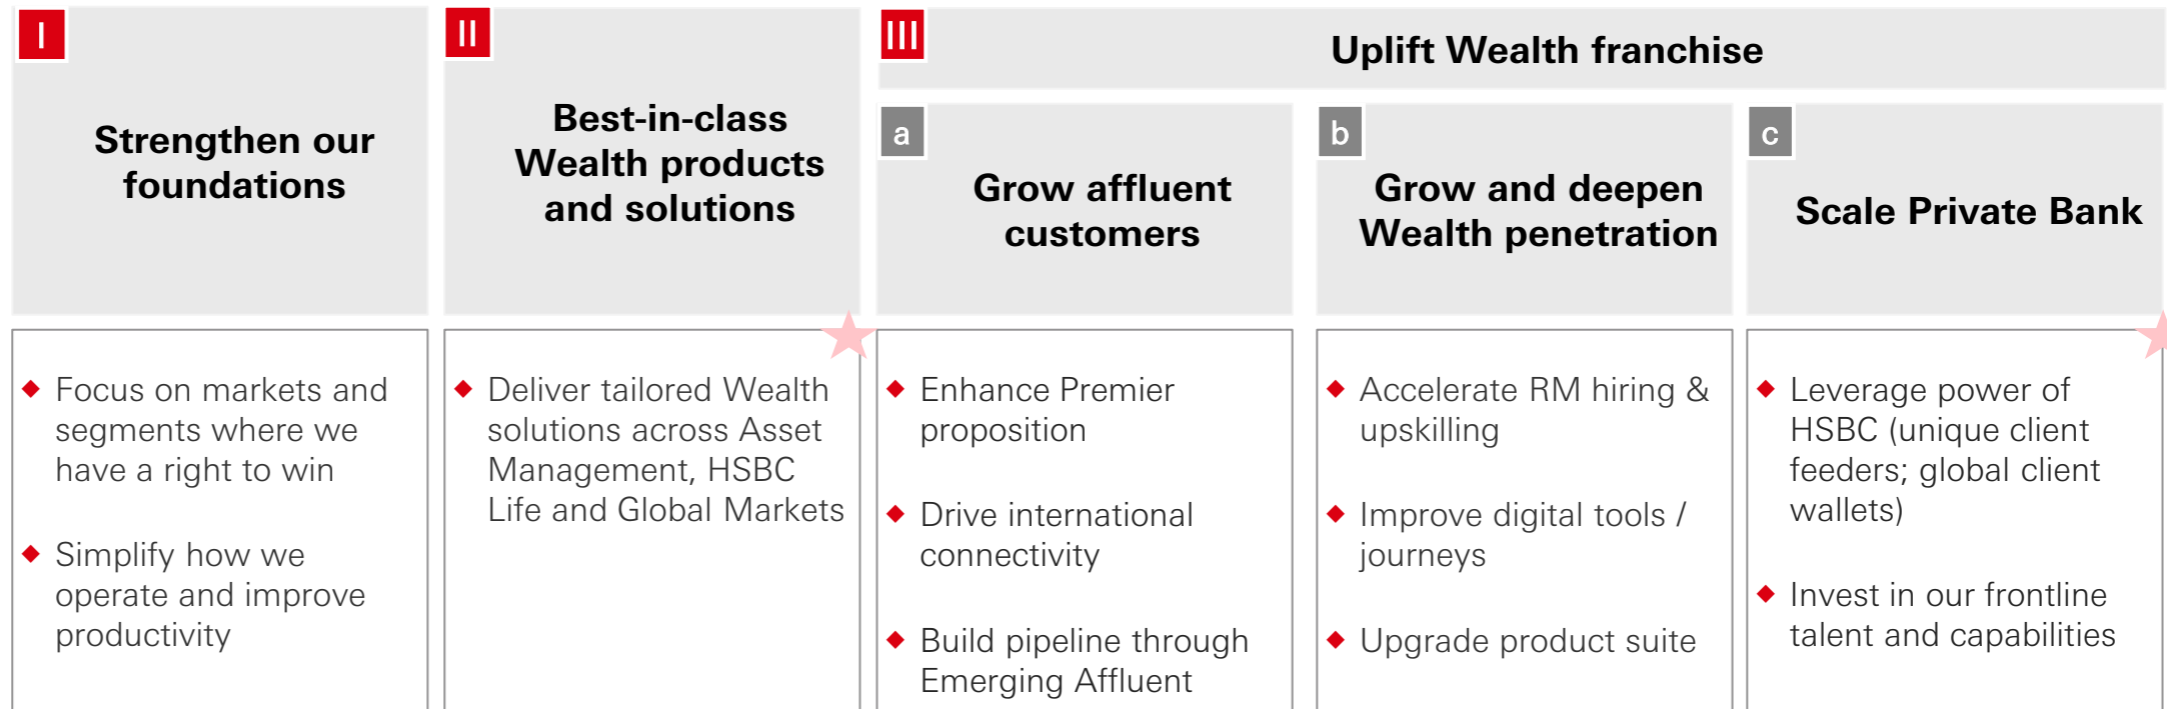 I
Strengthen our
foundations
◆ Focus on markets and
segments where we
have a right to win
◆ Simplify how we
operate and improve
productivity
II
Best-in-class
Wealth products
and solutions
◆ Deliver tailored Wealth
solutions across Asset
Management, HSBC
Life and Global Markets
III
Uplift Wealth franchise
a
Grow affluent
customers
◆ Enhance Premier
proposition
◆ Drive international
connectivity
◆ Build pipeline through
Emerging Affluent
b
Grow and deepen
Wealth penetration
◆ Accelerate RM hiring &
upskilling
◆ Improve digital tools /
journeys
◆ Upgrade product suite
c
Scale Private Bank
◆ Leverage power of
HSBC (unique client
feeders; global client
wallets)
◆ Invest in our frontline
talent and capabilities